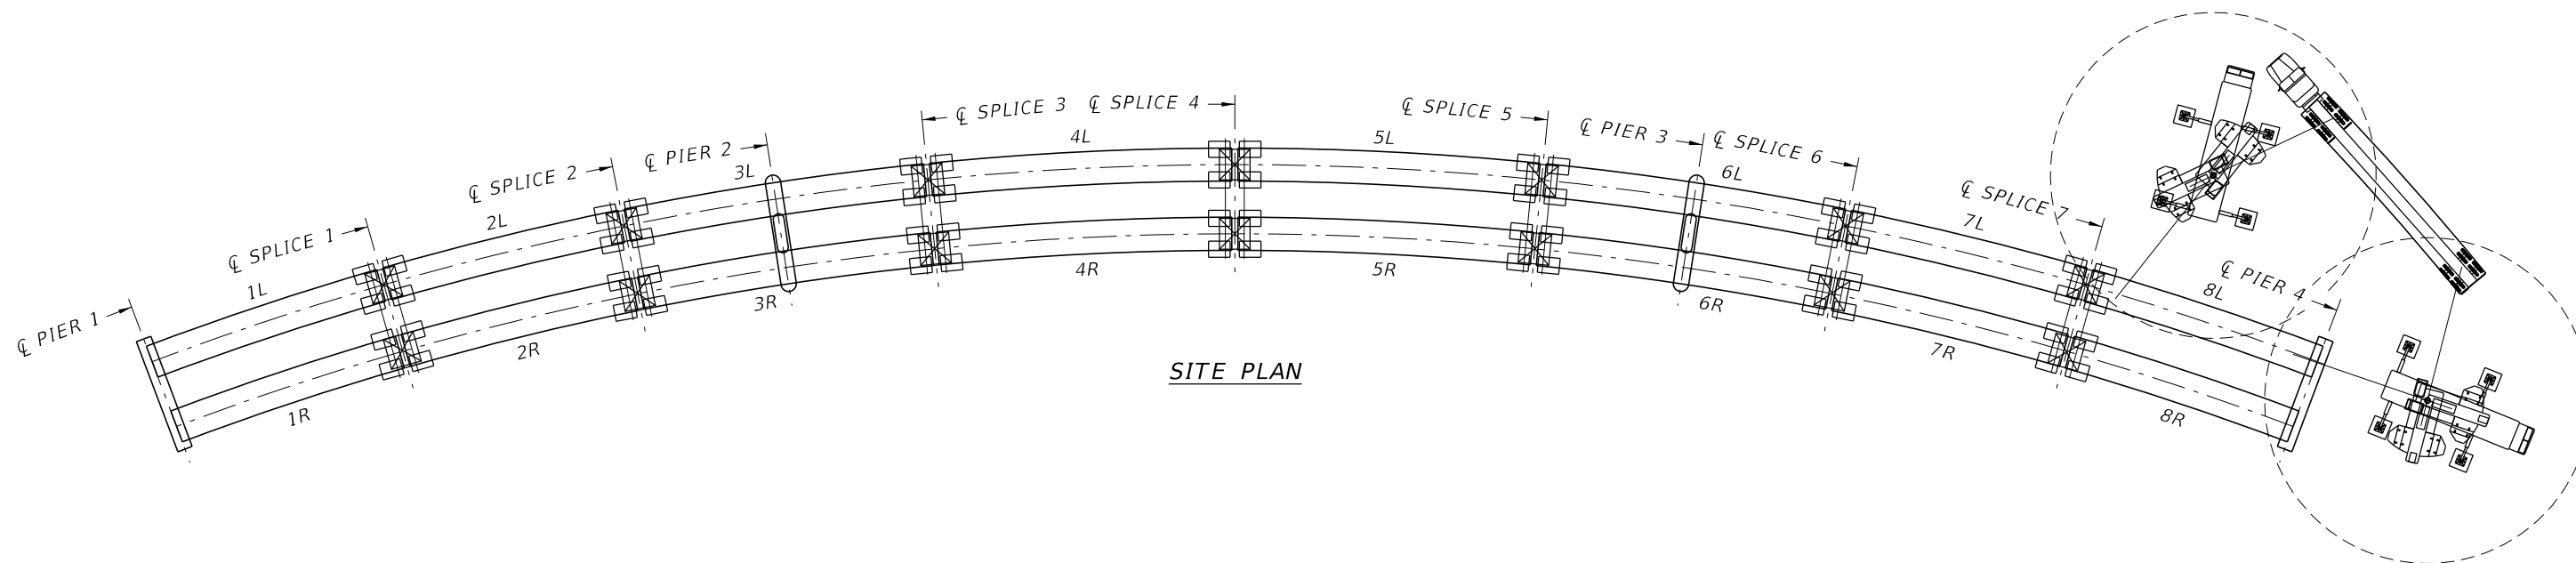 ℄ PIER 1
℄ SPLICE 1
℄ SPLICE 2
℄ PIER 2
℄ SPLICE 3
℄ SPLICE 4
℄ SPLICE 5
℄ PIER 3
℄ SPLICE 6
℄ SPLICE 7
℄ PIER 4
1L
2L
3L
4L
5L
6L
7L
8L
1R
2R
3R
4R
5R
6R
7R
8R
SITE PLAN